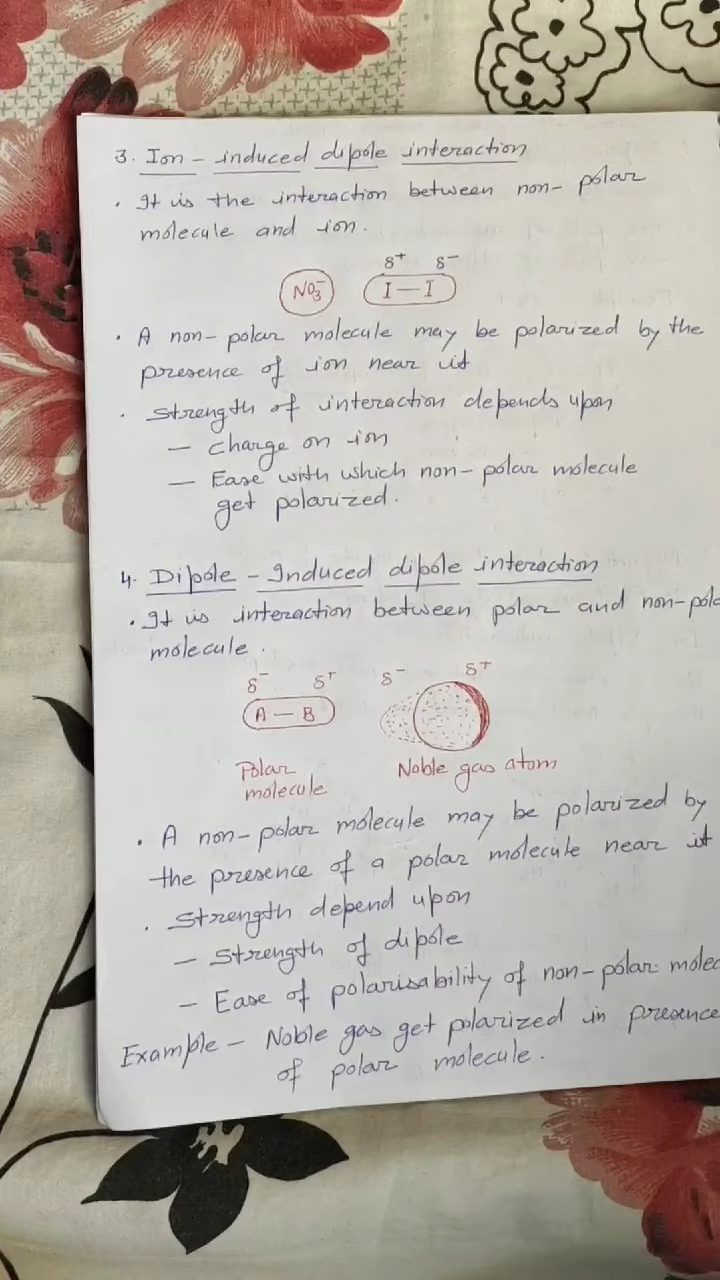 3. Ion - induced dipole interaction
. It is the interaction between non- polar
molecule and ion.
δ+ δ-
NO3- I—I
. A non-polar molecule may be polarized by the
presence of ion near it
. Strength of interaction depends upon
— charge on ion
— Ease with which non-polar molecule
get polarized.
4. Dipole - Induced dipole interaction
. It is interaction between polar and non-pola
molecule.
δ- δ+ δ- δ+
A — B
Polar
molecule
Noble gas atom
. A non-polar molecule may be polarized by
the presence of a polar molecule near it
. Strength depend upon
— Strength of dipole
— Ease of polarisability of non-polar molec
Example — Noble gas get polarized in presence
of polar molecule.